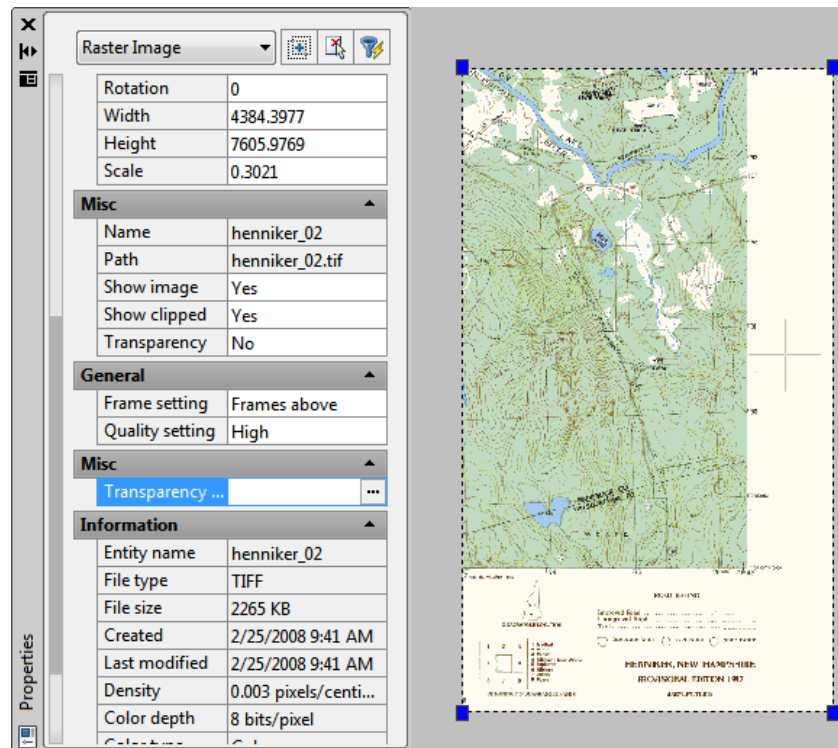 Raster Image
Rotation 0
Width 4384.3977
Height 7605.9769
Scale 0.3021
Misc
Name henniker_02
Path henniker_02.tif
Show image Yes
Show clipped Yes
Transparency No
General
Frame setting Frames above
Quality setting High
Misc
Transparency ... ...
Information
Entity name henniker_02
File type TIFF
File size 2265 KB
Created 2/25/2008 9:41 AM
Last modified 2/25/2008 9:41 AM
Density 0.003 pixels/centi...
Color depth 8 bits/pixel
Properties
WEARE
HENNIKER, NEW HAMPSHIRE
PROVISIONAL EDITION 1987